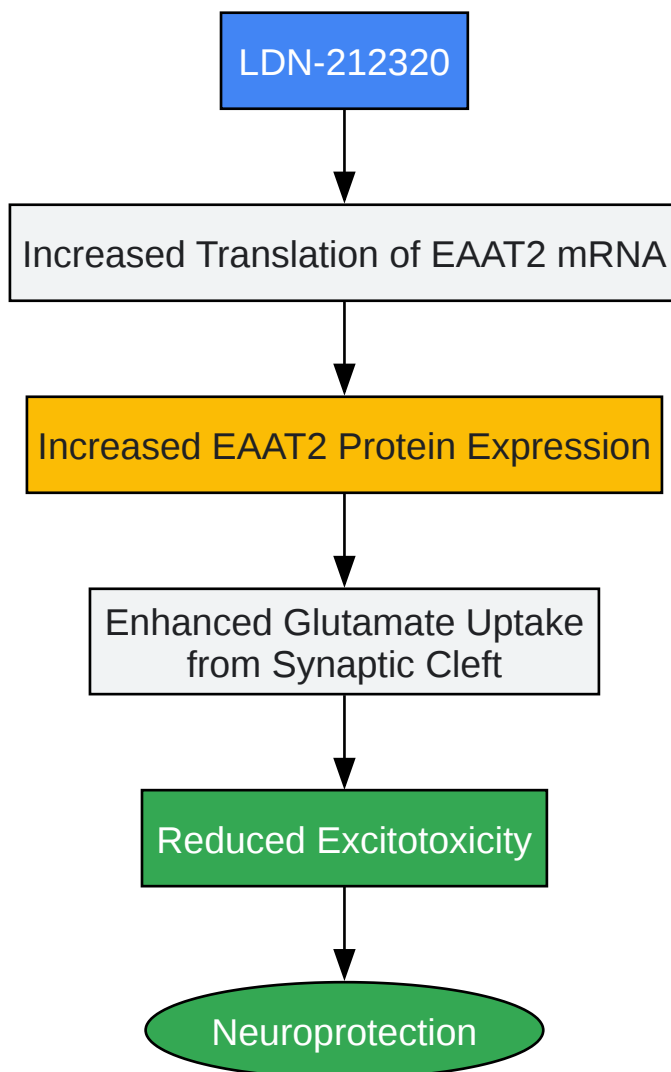 LDN-212320
Increased Translation of EAAT2 mRNA
Increased EAAT2 Protein Expression
Enhanced Glutamate Uptake
from Synaptic Cleft
Reduced Excitotoxicity
Neuroprotection